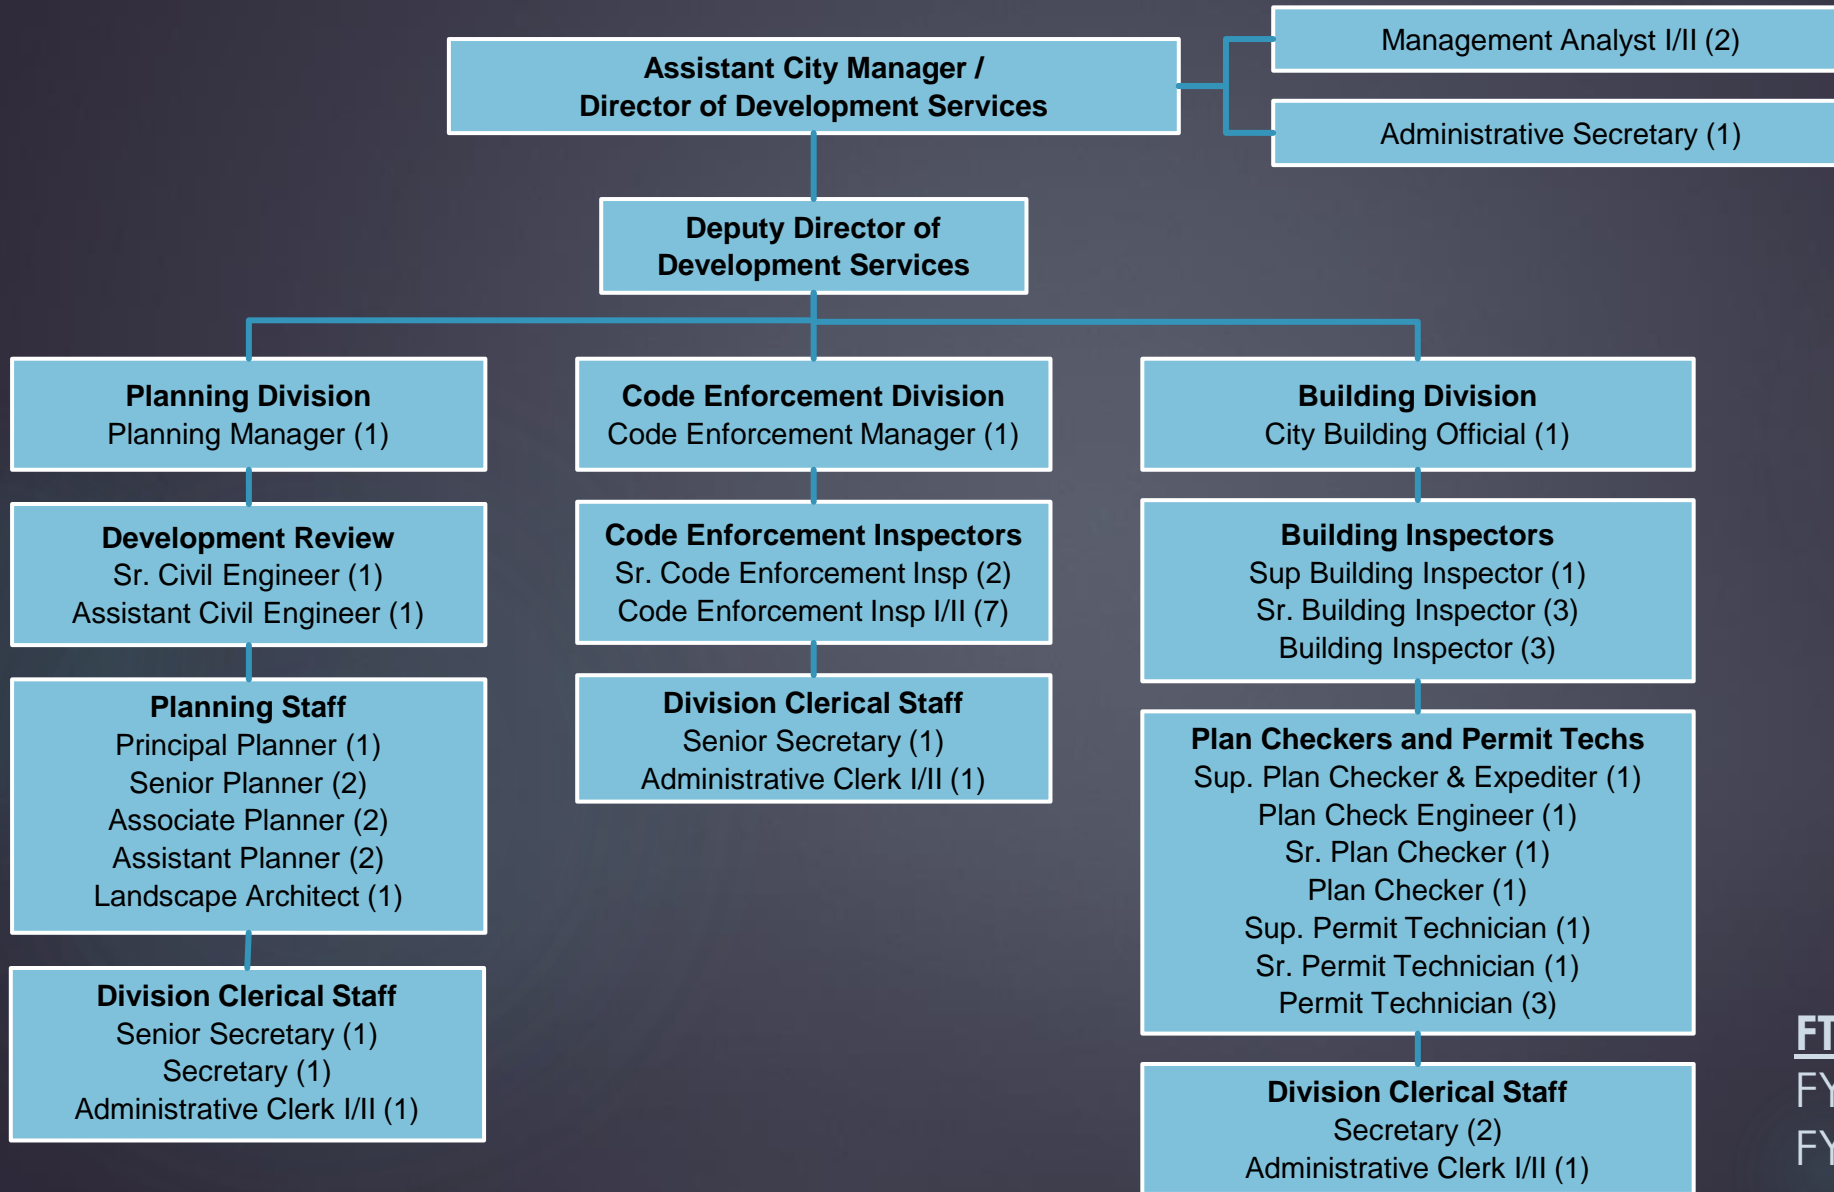 Assistant City Manager /
Director of Development Services
Management Analyst I/II (2)
Administrative Secretary (1)
Deputy Director of
Development Services
Planning Division
Planning Manager (1)
Development Review
Sr. Civil Engineer (1)
Assistant Civil Engineer (1)
Planning Staff
Principal Planner (1)
Senior Planner (2)
Associate Planner (2)
Assistant Planner (2)
Landscape Architect (1)
Division Clerical Staff
Senior Secretary (1)
Secretary (1)
Administrative Clerk I/II (1)
Code Enforcement Division
Code Enforcement Manager (1)
Code Enforcement Inspectors
Sr. Code Enforcement Insp (2)
Code Enforcement Insp I/II (7)
Division Clerical Staff
Senior Secretary (1)
Administrative Clerk I/II (1)
Building Division
City Building Official (1)
Building Inspectors
Sup Building Inspector (1)
Sr. Building Inspector (3)
Building Inspector (3)
Plan Checkers and Permit Techs
Sup. Plan Checker & Expediter (1)
Plan Check Engineer (1)
Sr. Plan Checker (1)
Plan Checker (1)
Sup. Permit Technician (1)
Sr. Permit Technician (1)
Permit Technician (3)
Division Clerical Staff
Secretary (2)
Administrative Clerk I/II (1)
FY
FY